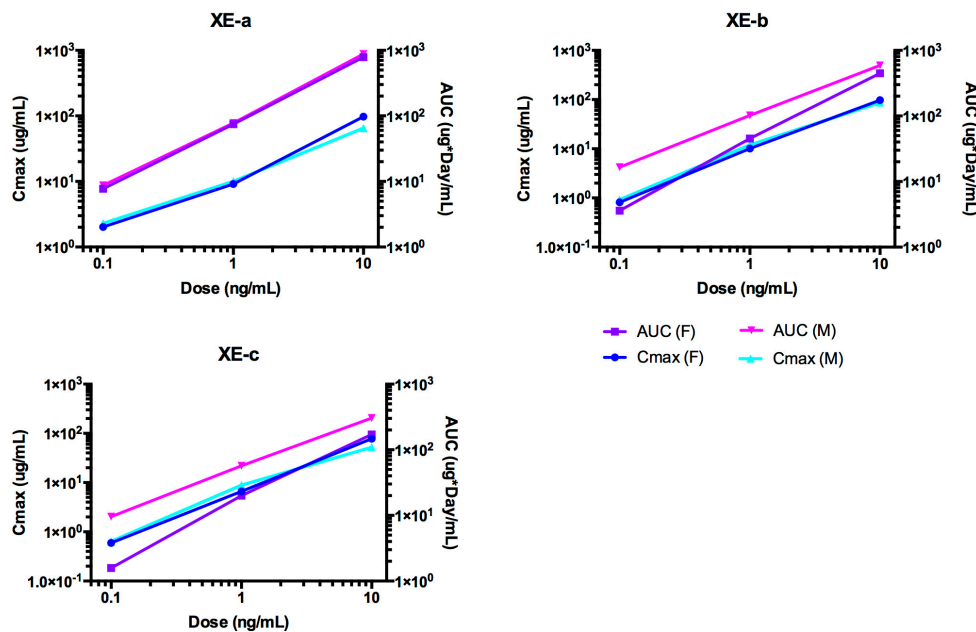 XE-a
1×10³
1×10²
1×10¹
1×10⁰
Cmax (ug/mL)
1×10³
1×10²
1×10¹
1×10⁰
AUC (ug*Day/mL)
0.1
1
10
Dose (ng/mL)
XE-b
1×10³
1×10²
1×10¹
1×10⁰
1.0×10⁻¹
Cmax (ug/mL)
1×10³
1×10²
1×10¹
1×10⁰
AUC (ug*Day/mL)
0.1
1
10
Dose (ng/mL)
AUC (F)
AUC (M)
Cmax (F)
Cmax (M)
XE-c
1×10³
1×10²
1×10¹
1×10⁰
1.0×10⁻¹
Cmax (ug/mL)
1×10³
1×10²
1×10¹
1×10⁰
AUC (ug*Day/mL)
0.1
1
10
Dose (ng/mL)